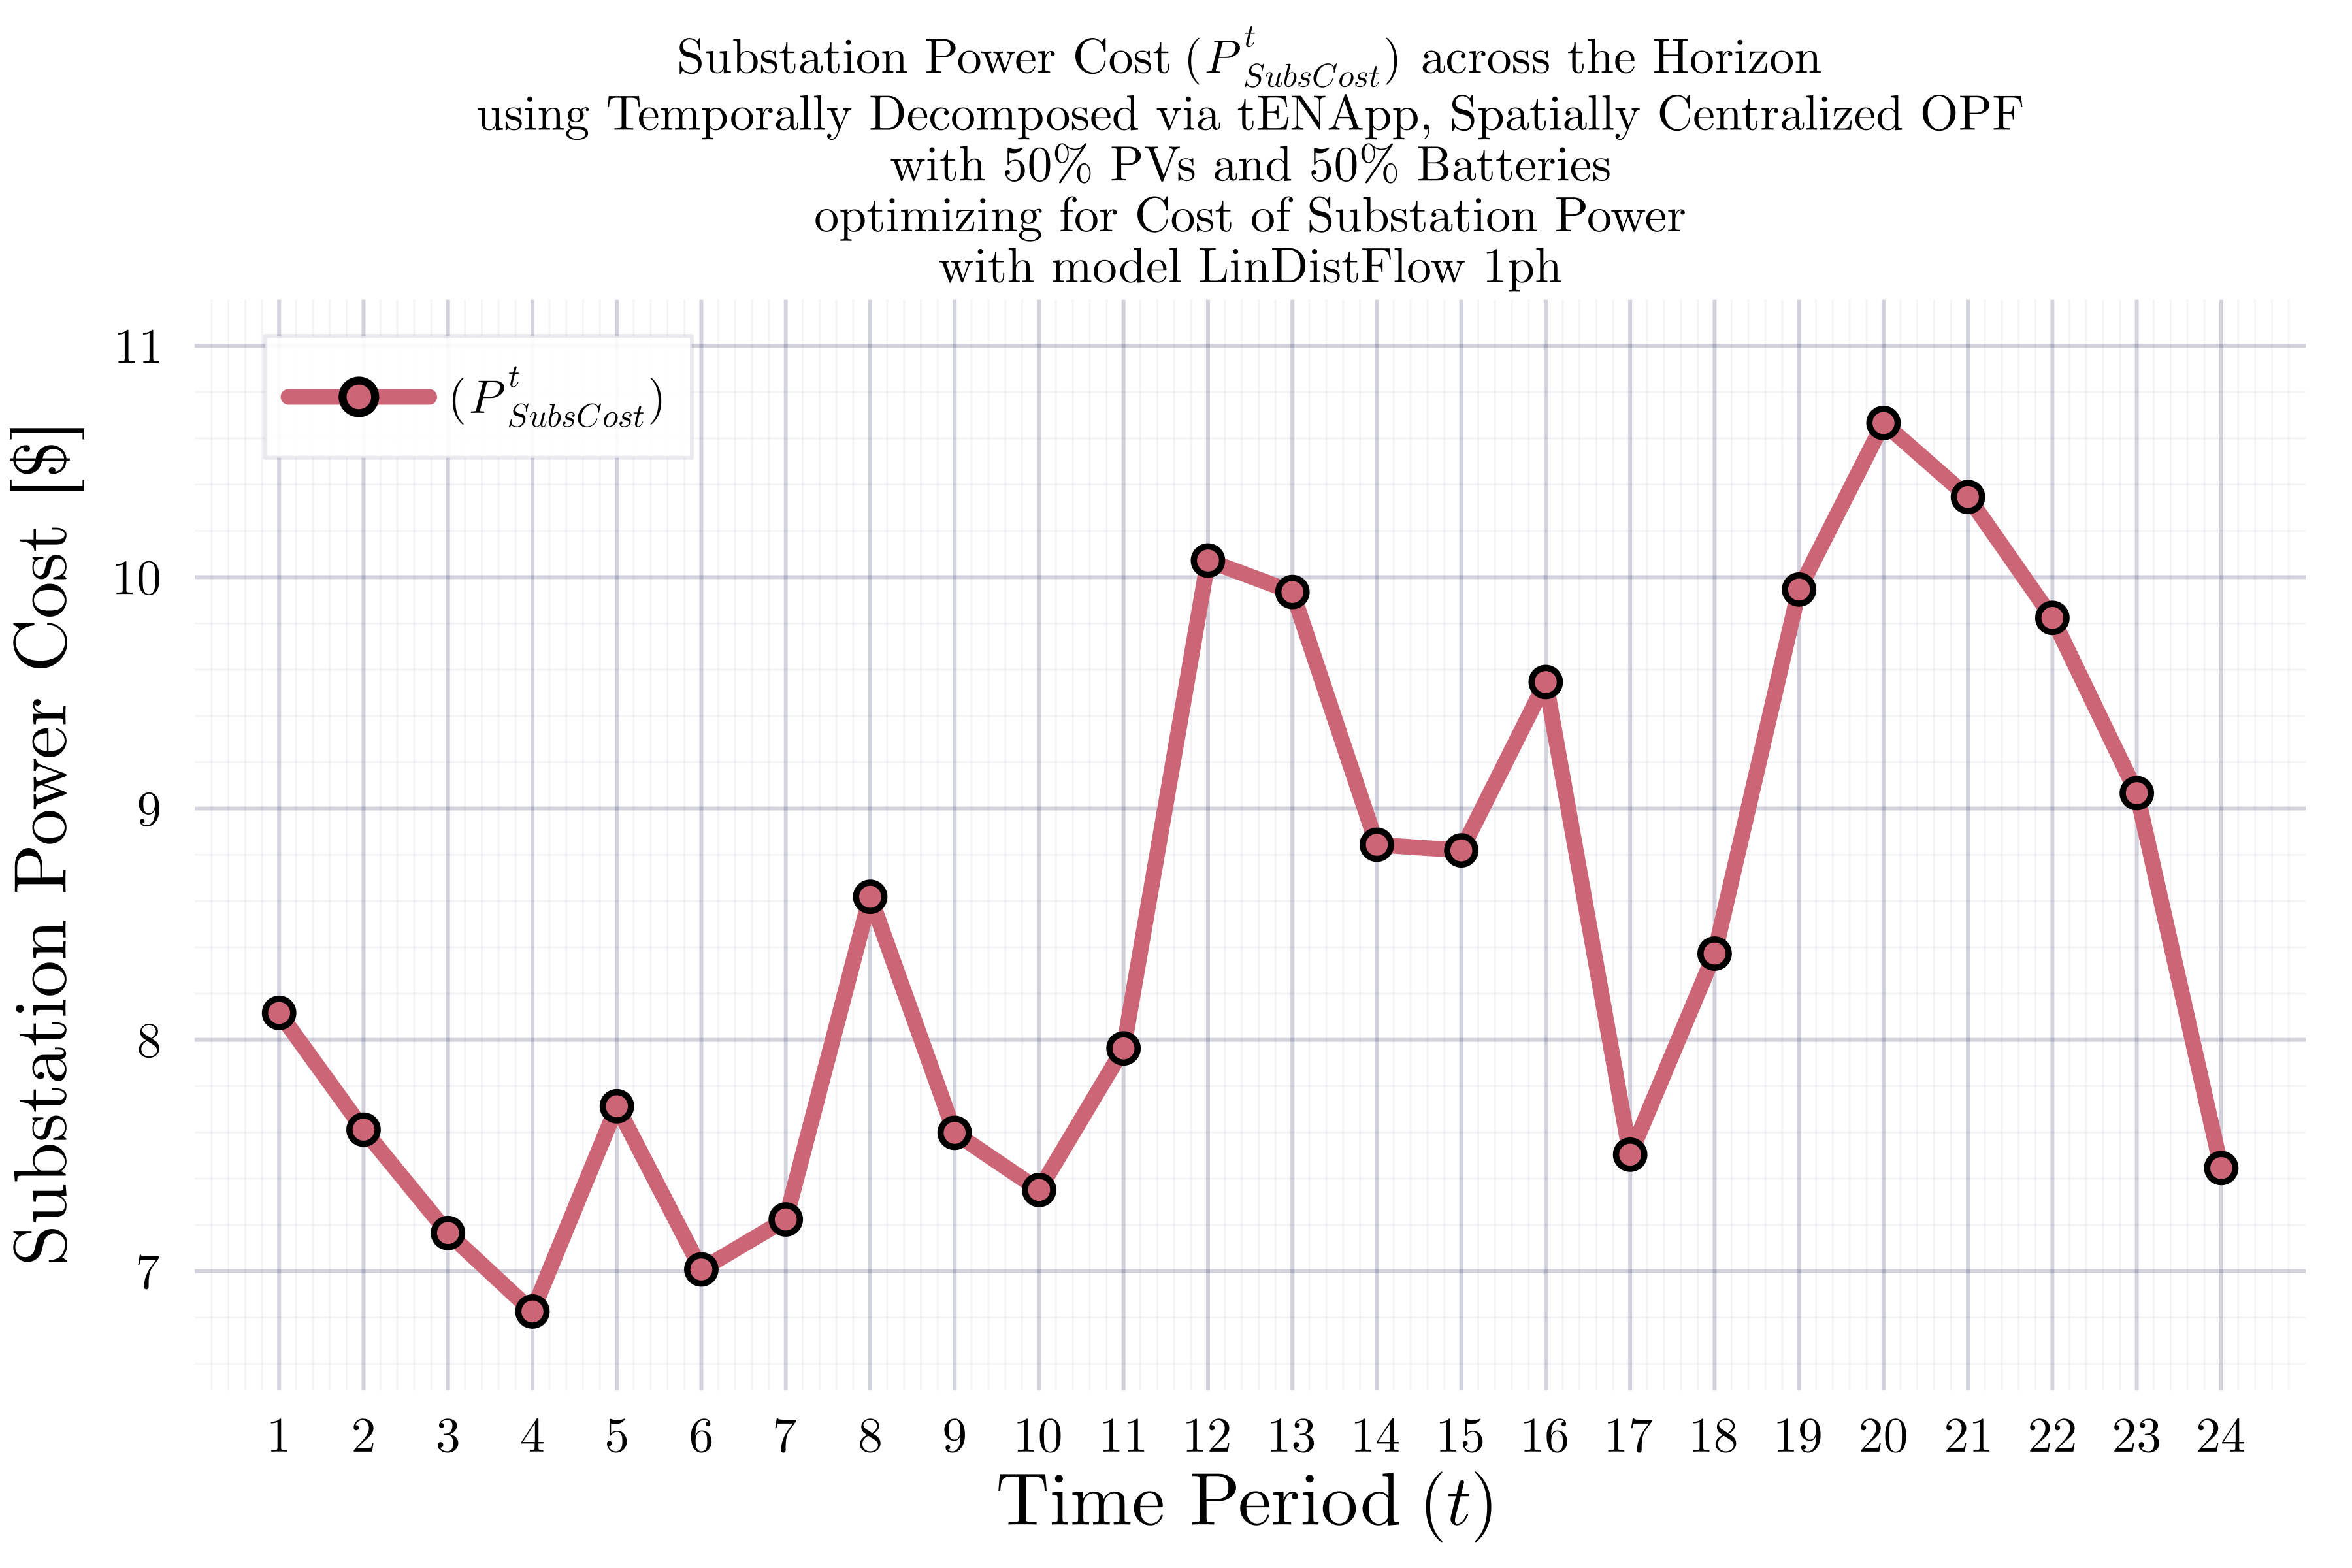 Substation Power Cost (P^t_SubsCost) across the Horizon
using Temporally Decomposed via tENApp, Spatially Centralized OPF
with 50% PVs and 50% Batteries
optimizing for Cost of Substation Power
with model LinDistFlow 1ph
(P^t_SubsCost)
Substation Power Cost [$]
11
10
9
8
7
1 2 3 4 5 6 7 8 9 10 11 12 13 14 15 16 17 18 19 20 21 22 23 24
Time Period (t)